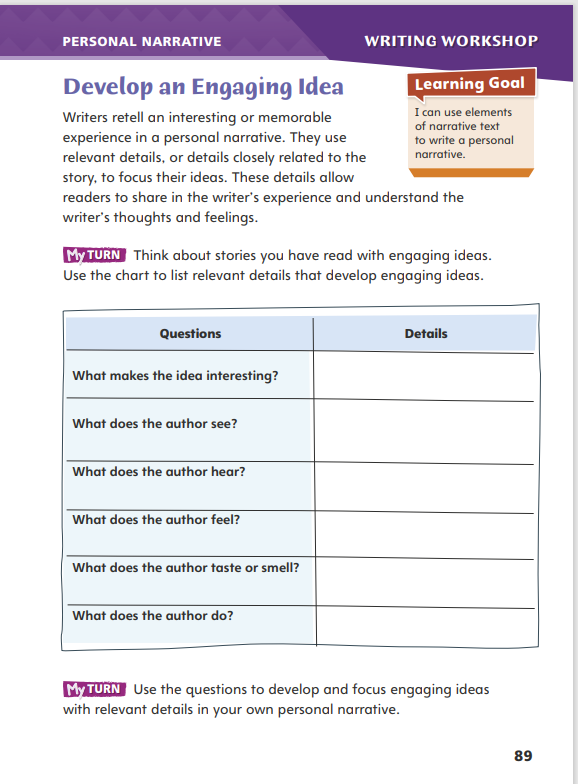 PERSONAL NARRATIVE
WRITING WORKSHOP
Develop an Engaging Idea
Writers retell an interesting or memorable
experience in a personal narrative. They use
relevant details, or details closely related to the
story, to focus their ideas. These details allow
readers to share in the writer's experience and understand the
writer's thoughts and feelings.
Learning Goal
I can use elements
of narrative text
to write a personal
narrative.
My TURN Think about stories you have read with engaging ideas.
Use the chart to list relevant details that develop engaging ideas.
Questions Details
What makes the idea interesting?
What does the author see?
What does the author hear?
What does the author feel?
What does the author taste or smell?
What does the author do?
My TURN Use the questions to develop and focus engaging ideas
with relevant details in your own personal narrative.
89